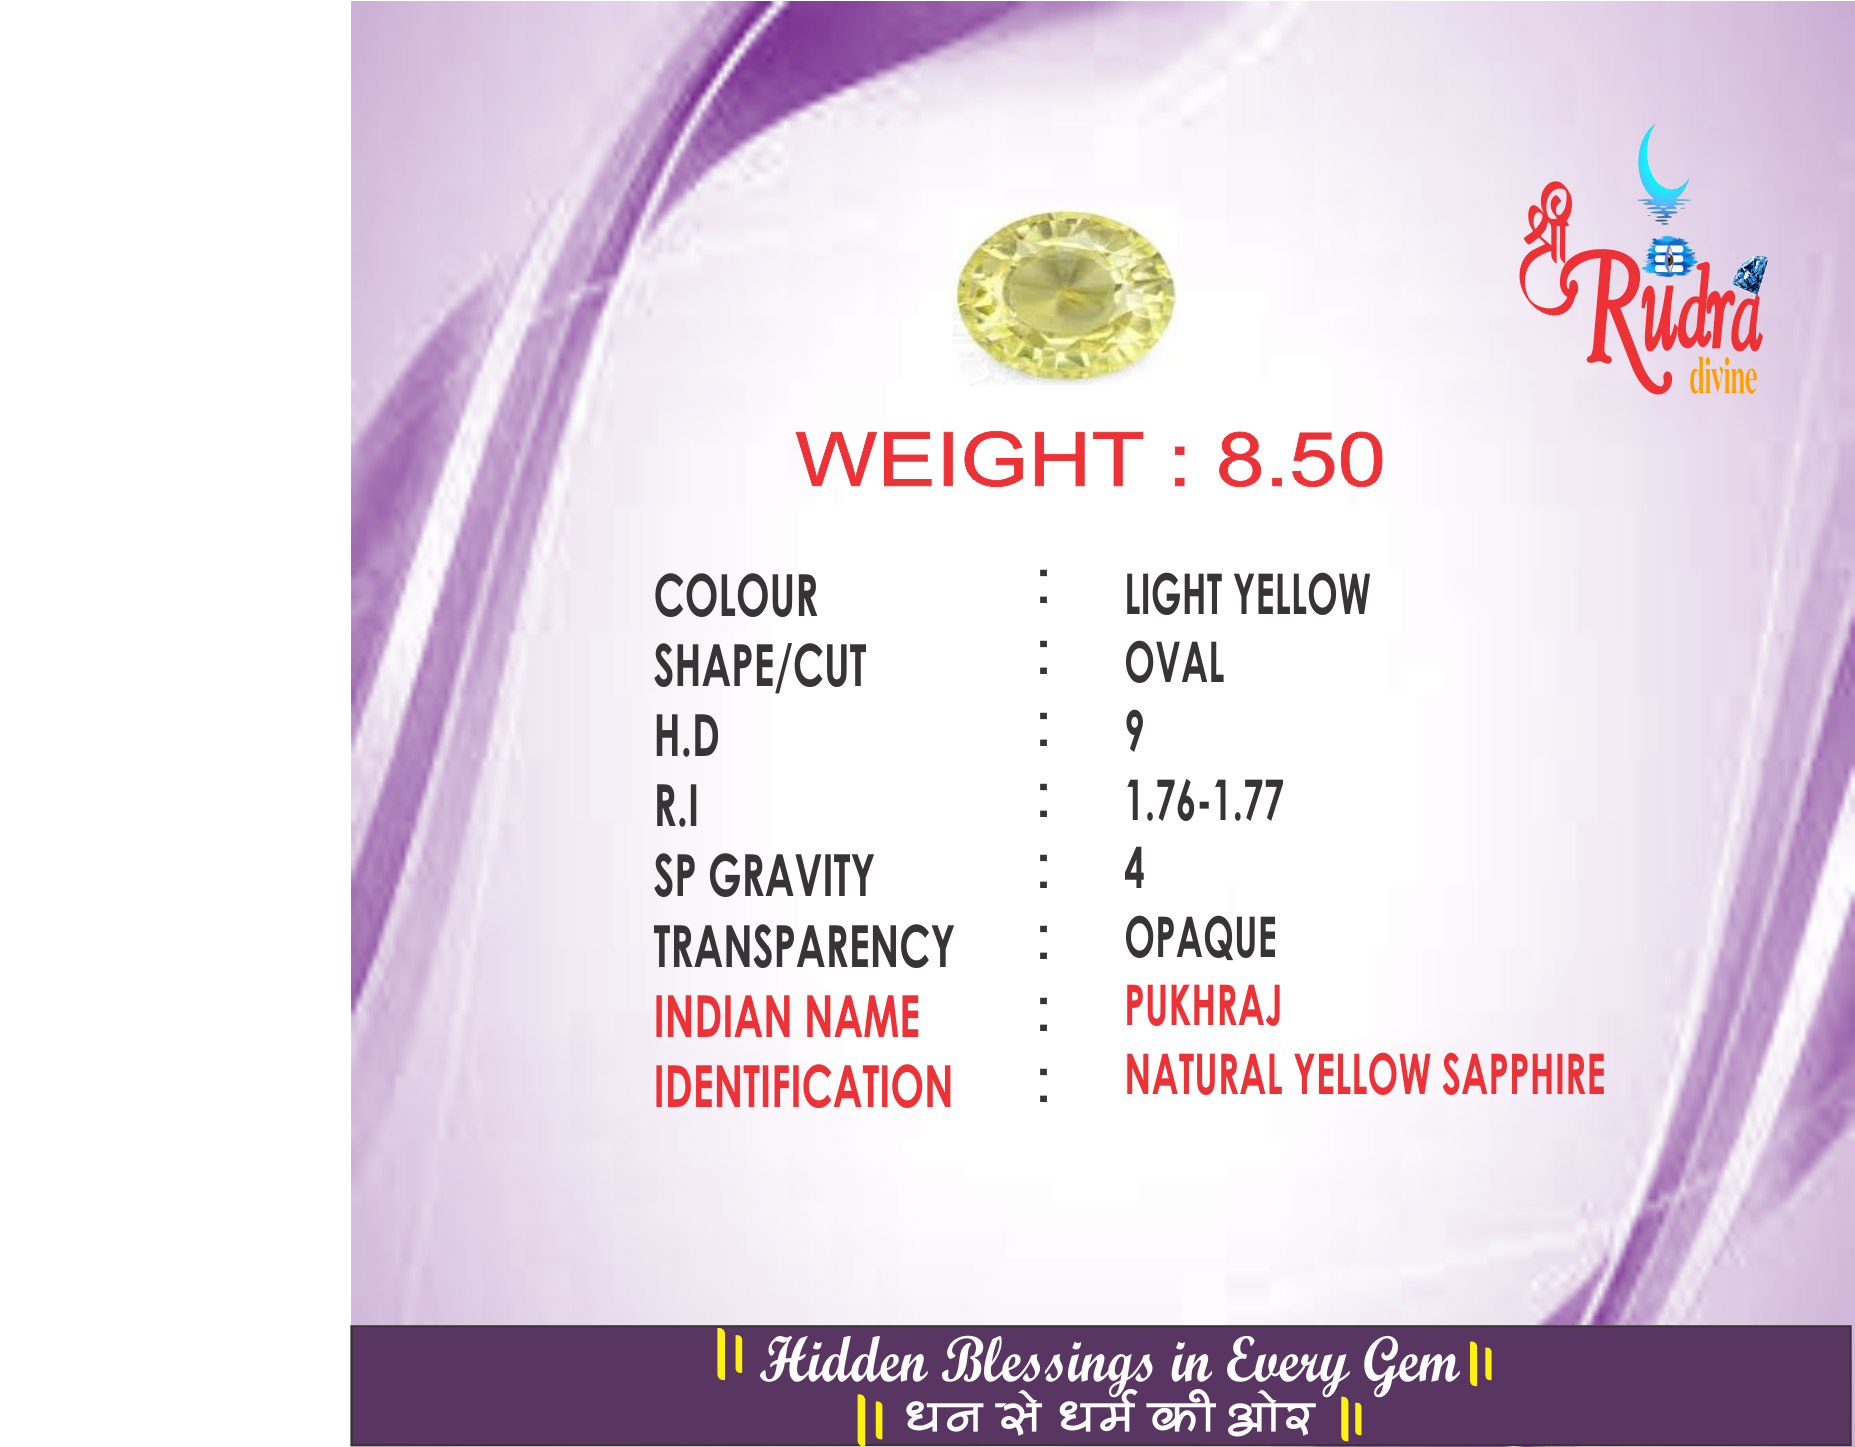 श्री
Rudra
divine
WEIGHT : 8.50
COLOUR : LIGHT YELLOW
SHAPE/CUT : OVAL
H.D : 9
R.I : 1.76-1.77
SP GRAVITY : 4
TRANSPARENCY : OPAQUE
INDIAN NAME : PUKHRAJ
IDENTIFICATION : NATURAL YELLOW SAPPHIRE
|| Hidden Blessings in Every Gem ||
|| धन से धर्म की ओर ||